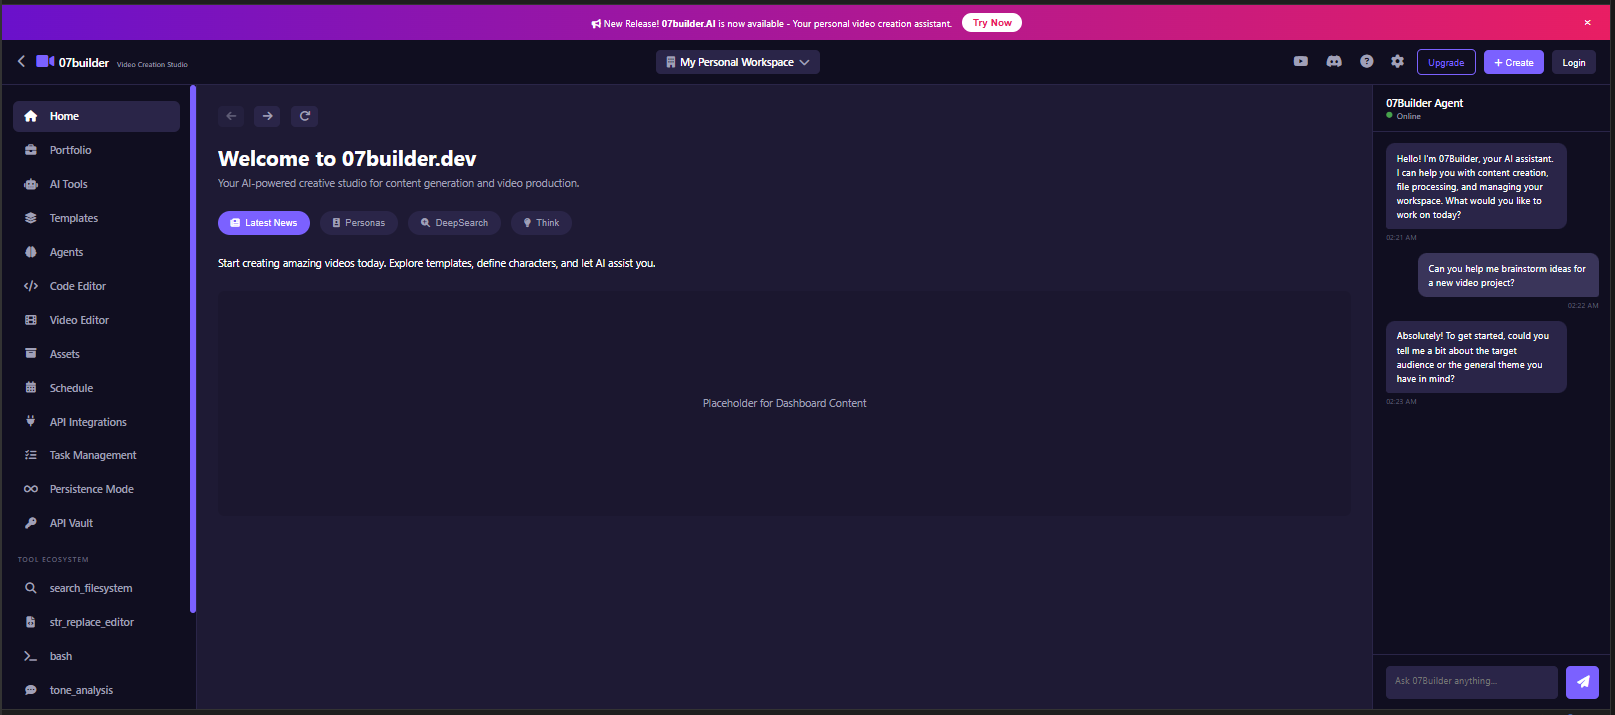 New Release! 07builder.AI is now available - Your personal video creation assistant.
Try Now
×
07builder
Video Creation Studio
My Personal Workspace
Upgrade
+ Create
Login
Home
Portfolio
AI Tools
Templates
Agents
Code Editor
Video Editor
Assets
Schedule
API Integrations
Task Management
Persistence Mode
API Vault
TOOL ECOSYSTEM
search_filesystem
str_replace_editor
bash
tone_analysis
Welcome to 07builder.dev
Your AI-powered creative studio for content generation and video production.
Latest News
Personas
DeepSearch
Think
Start creating amazing videos today. Explore templates, define characters, and let AI assist you.
Placeholder for Dashboard Content
07Builder Agent
Online
Hello! I'm 07Builder, your AI assistant.
I can help you with content creation,
file processing, and managing your
workspace. What would you like to
work on today?
02:21 AM
Can you help me brainstorm ideas for
a new video project?
02:22 AM
Absolutely! To get started, could you
tell me a bit about the target
audience or the general theme you
have in mind?
02:23 AM
Ask 07Builder anything...